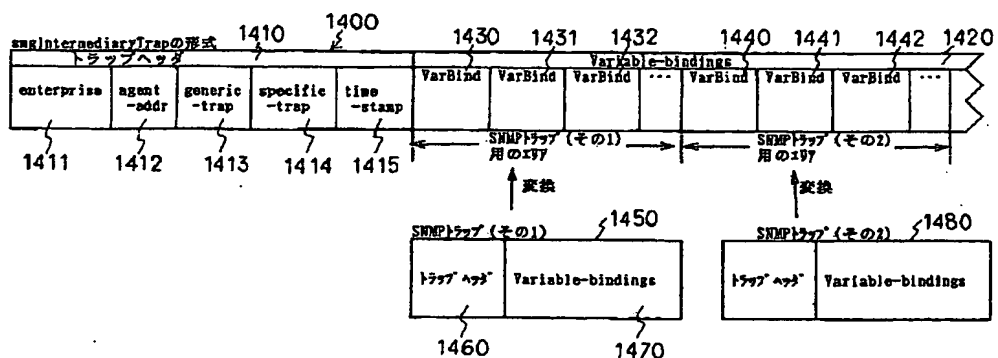 1400
1410
smgIntermediaryTrapの形式
トラップヘッダ
1430
1431
1432
1440
1441
1442
1420
Variable-bindings
enterprise
agent
-addr
generic
-trap
specific
-trap
time
-stamp
VarBind
VarBind
VarBind
...
VarBind
VarBind
VarBind
...
1411
1412
1413
1414
1415
SNMPトラップ(その1)
用のエリア
SNMPトラップ(その2)
用のエリア
変換
変換
SNMPトラップ(その1)
1450
SNMPトラップ(その2)
1480
トラップヘッダ
Variable-bindings
トラップヘッダ
Variable-bindings
1460
1470